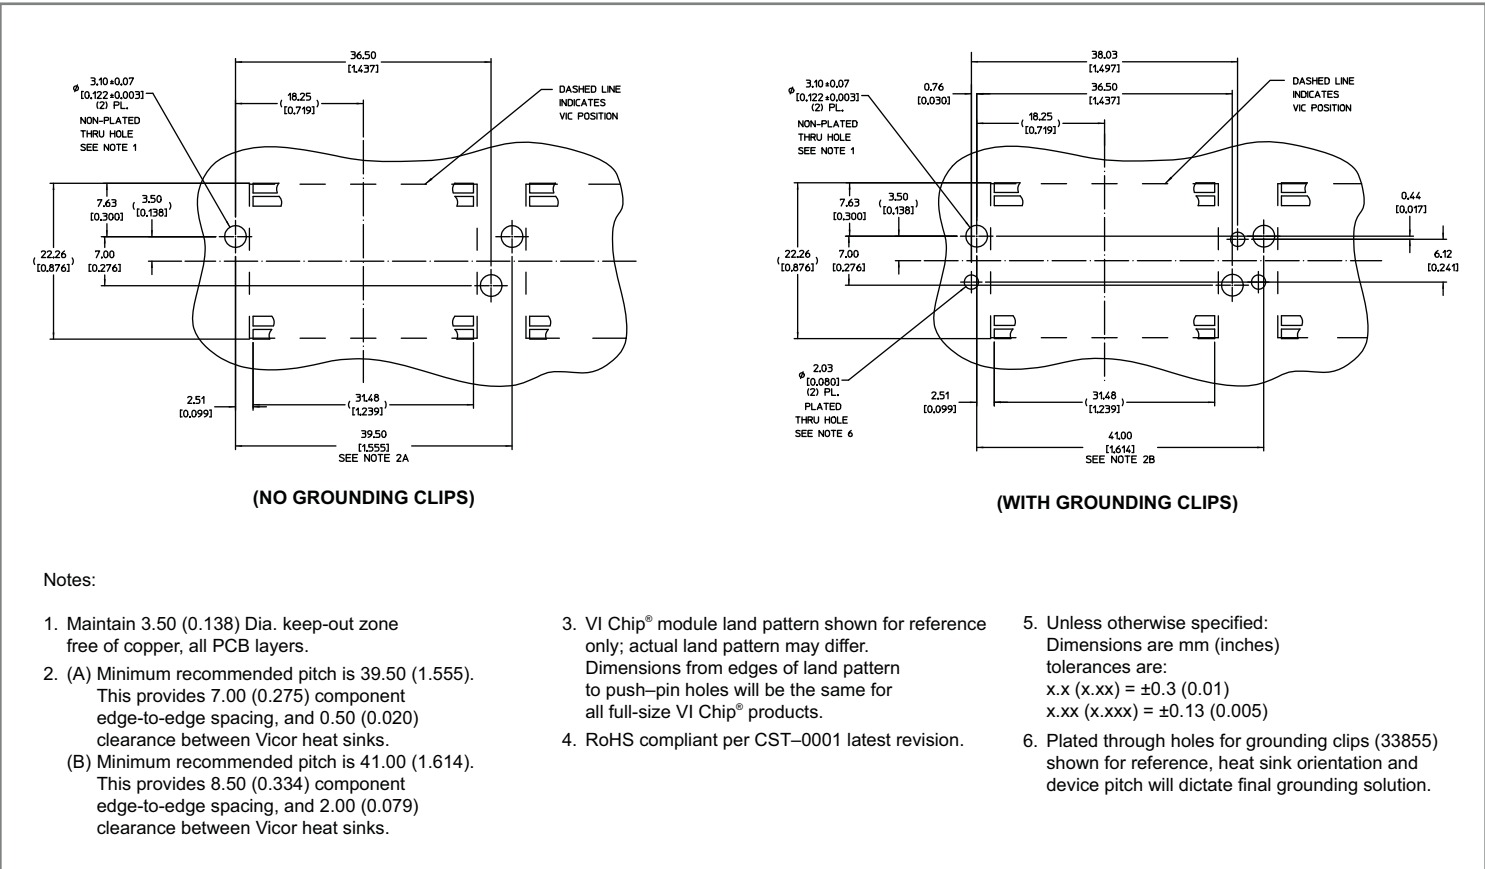 36.50
[1.437]
3.10±0.07
ø [0.122±0.003]
(2) PL.
NON-PLATED
THRU HOLE
SEE NOTE 1
( 18.25 )
[0.719]
DASHED LINE
INDICATES
VIC POSITION
7.63
[0.300]
( 3.50 )
[0.138]
( 22.26 )
[0.876]
7.00
[0.276]
2.51
[0.099]
( 31.48 )
[1.239]
39.50
[1.555]
SEE NOTE 2A
(NO GROUNDING CLIPS)
38.03
[1.497]
0.76
[0.030]
36.50
[1.437]
3.10±0.07
ø [0.122±0.003]
(2) PL.
NON-PLATED
THRU HOLE
SEE NOTE 1
( 18.25 )
[0.719]
DASHED LINE
INDICATES
VIC POSITION
7.63
[0.300]
( 3.50 )
[0.138]
0.44
[0.017]
( 22.26 )
[0.876]
7.00
[0.276]
6.12
[0.241]
ø 2.03
[0.080]
(2) PL.
PLATED
THRU HOLE
SEE NOTE 6
2.51
[0.099]
( 31.48 )
[1.239]
41.00
[1.614]
SEE NOTE 2B
(WITH GROUNDING CLIPS)
Notes:
1. Maintain 3.50 (0.138) Dia. keep-out zone
free of copper, all PCB layers.
2. (A) Minimum recommended pitch is 39.50 (1.555).
This provides 7.00 (0.275) component
edge-to-edge spacing, and 0.50 (0.020)
clearance between Vicor heat sinks.
(B) Minimum recommended pitch is 41.00 (1.614).
This provides 8.50 (0.334) component
edge-to-edge spacing, and 2.00 (0.079)
clearance between Vicor heat sinks.
3. VI Chip® module land pattern shown for reference
only; actual land pattern may differ.
Dimensions from edges of land pattern
to push–pin holes will be the same for
all full-size VI Chip® products.
4. RoHS compliant per CST–0001 latest revision.
5. Unless otherwise specified:
Dimensions are mm (inches)
tolerances are:
x.x (x.xx) = ±0.3 (0.01)
x.xx (x.xxx) = ±0.13 (0.005)
6. Plated through holes for grounding clips (33855)
shown for reference, heat sink orientation and
device pitch will dictate final grounding solution.